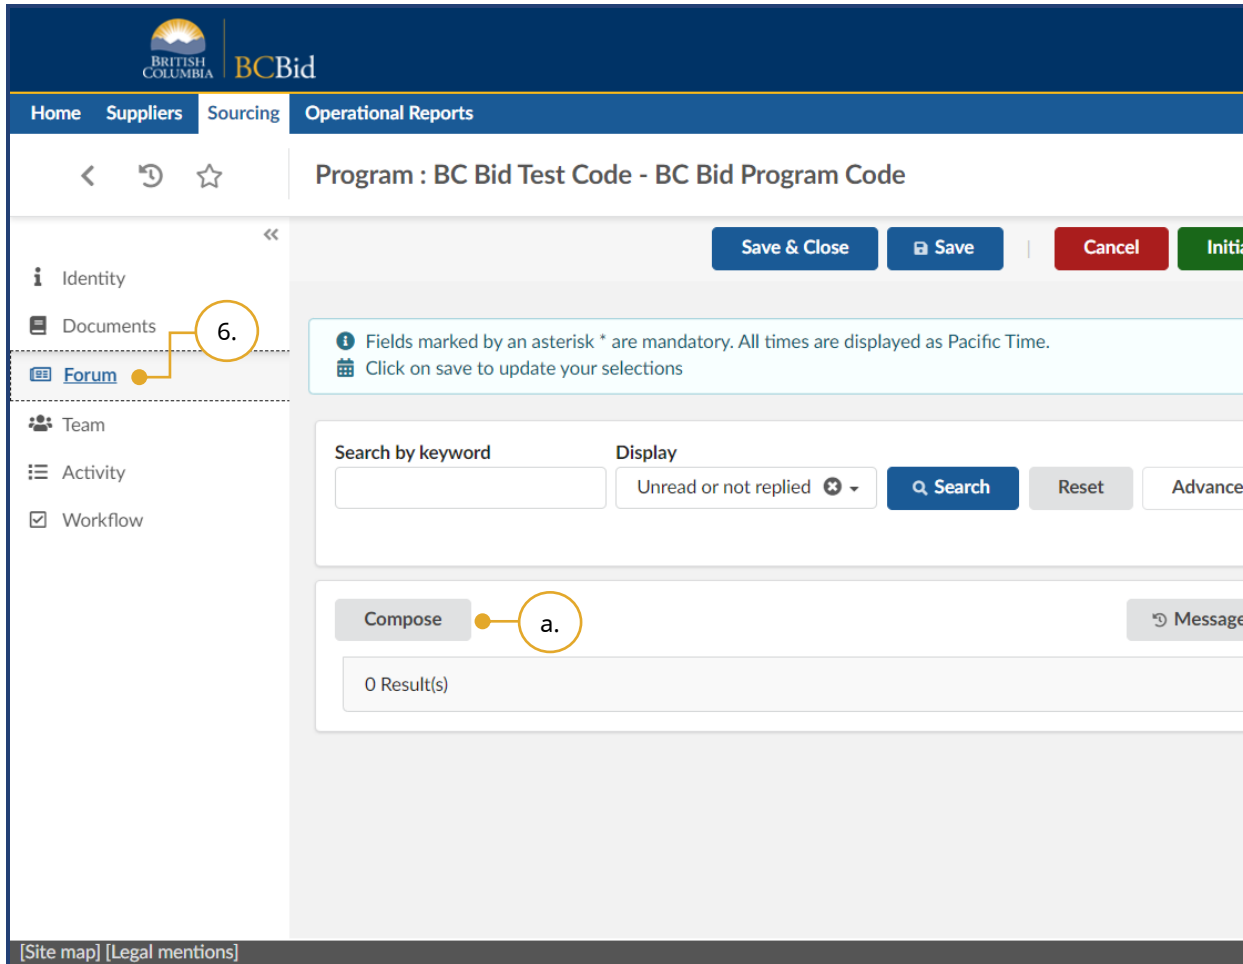 BRITISH
COLUMBIA
BCBid
Home Suppliers Sourcing Operational Reports
Program : BC Bid Test Code - BC Bid Program Code
Save & Close Save Cancel Initia
Identity
Documents
6.
Forum
Team
Activity
Workflow
Fields marked by an asterisk * are mandatory. All times are displayed as Pacific Time.
Click on save to update your selections
Search by keyword Display
Unread or not replied Search Reset Advance
Compose a. Message
0 Result(s)
[Site map] [Legal mentions]